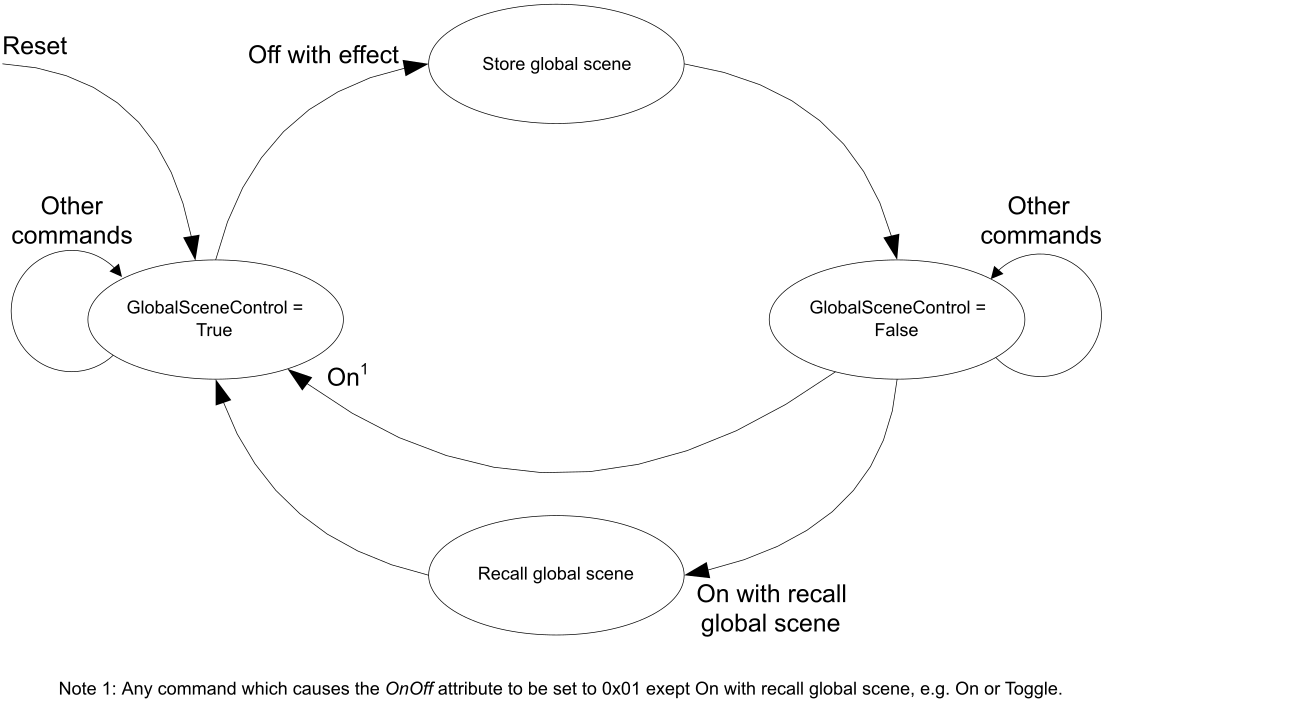 Reset
Off with effect
Store global scene
Other
commands
Other
commands
GlobalSceneControl =
True
GlobalSceneControl =
False
On¹
Recall global scene
On with recall
global scene
Note 1: Any command which causes the OnOff attribute to be set to 0x01 exept On with recall global scene, e.g. On or Toggle.